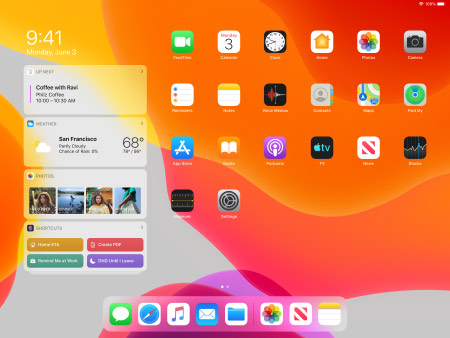 100%
9:41
Monday, June 3
UP NEXT
Coffee with Ravi
Philz Coffee
10:00 – 10:30 AM
WEATHER
San Francisco
Partly Cloudy
Chance of Rain: 0%
68°
78° / 56°
PHOTOS
SHORTCUTS
Home ETA
Create PDF
Remind Me at Work
DND Until I Leave
FaceTime
Monday
3
Calendar
Clock
Home
Photos
Camera
Reminders
Notes
Voice Memos
Contacts
Maps
Find My
App Store
Books
Podcasts
tv
TV
News
Stocks
Measure
Settings